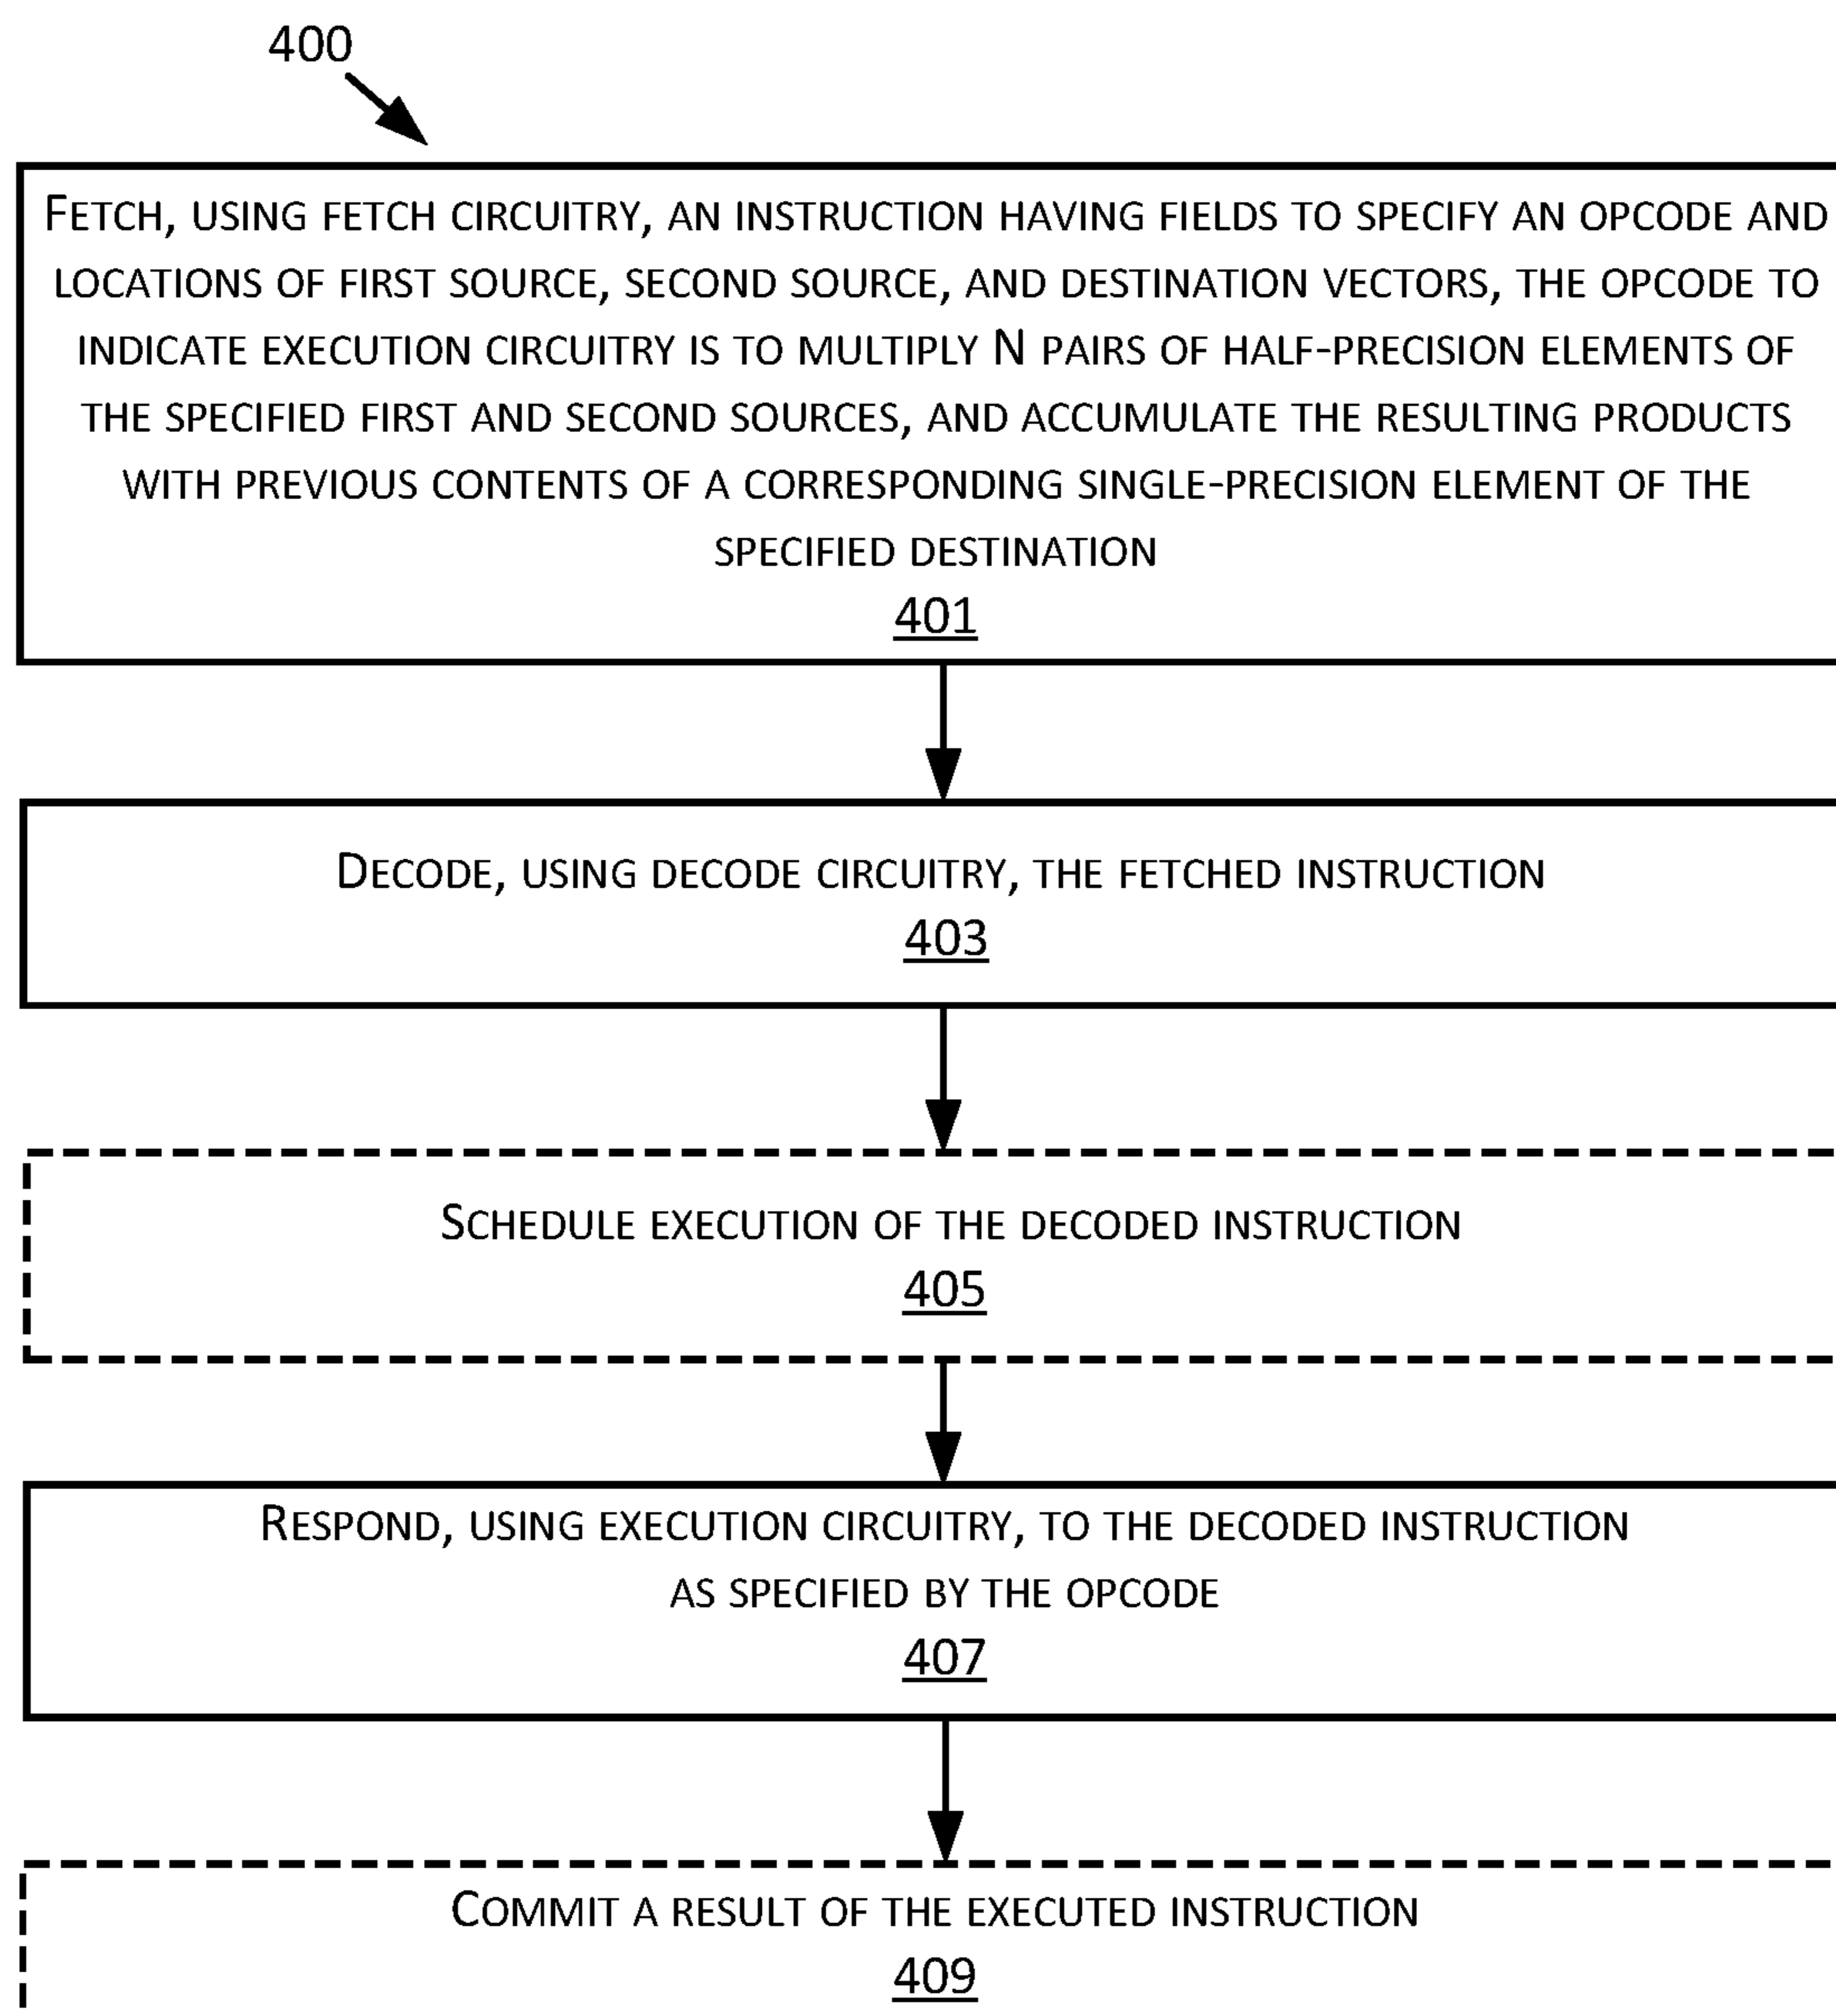 400
FETCH, USING FETCH CIRCUITRY, AN INSTRUCTION HAVING FIELDS TO SPECIFY AN OPCODE AND
LOCATIONS OF FIRST SOURCE, SECOND SOURCE, AND DESTINATION VECTORS, THE OPCODE TO
INDICATE EXECUTION CIRCUITRY IS TO MULTIPLY N PAIRS OF HALF-PRECISION ELEMENTS OF
THE SPECIFIED FIRST AND SECOND SOURCES, AND ACCUMULATE THE RESULTING PRODUCTS
WITH PREVIOUS CONTENTS OF A CORRESPONDING SINGLE-PRECISION ELEMENT OF THE
SPECIFIED DESTINATION
401
DECODE, USING DECODE CIRCUITRY, THE FETCHED INSTRUCTION
403
SCHEDULE EXECUTION OF THE DECODED INSTRUCTION
405
RESPOND, USING EXECUTION CIRCUITRY, TO THE DECODED INSTRUCTION
AS SPECIFIED BY THE OPCODE
407
COMMIT A RESULT OF THE EXECUTED INSTRUCTION
409